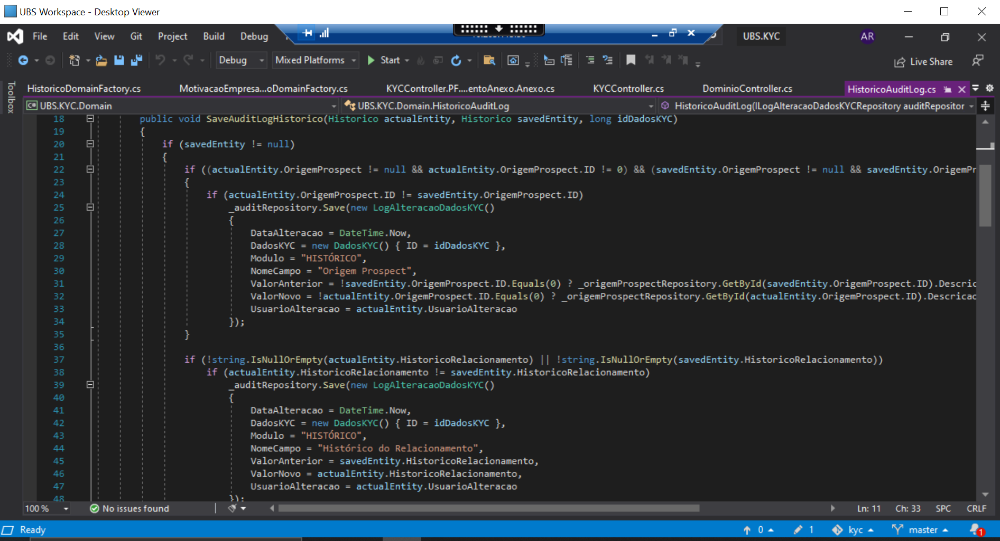 UBS Workspace - Desktop Viewer
File Edit View Git Project Build Debug UBS.KYC AR
Debug Mixed Platforms Start Live Share
Toolbox
HistoricoDomainFactory.cs MotivacaoEmpresa...oDomainFactory.cs KYCController.PF....entoAnexo.Anexo.cs KYCController.cs DominioController.cs HistoricoAuditLog.cs
C# UBS.KYC.Domain UBS.KYC.Domain.HistoricoAuditLog HistoricoAuditLog(ILogAlteracaoDadosKYCRepository auditRepositor
18 public void SaveAuditLogHistorico(Historico actualEntity, Historico savedEntity, long idDadosKYC)
19 {
20 if (savedEntity != null)
21 {
22 if ((actualEntity.OrigemProspect != null && actualEntity.OrigemProspect.ID != 0) && (savedEntity.OrigemProspect != null && savedEntity.OrigemPr
23 {
24 if (actualEntity.OrigemProspect.ID != savedEntity.OrigemProspect.ID)
25 _auditRepository.Save(new LogAlteracaoDadosKYC()
26 {
27 DataAlteracao = DateTime.Now,
28 DadosKYC = new DadosKYC() { ID = idDadosKYC },
29 Modulo = "HISTÓRICO",
30 NomeCampo = "Origem Prospect",
31 ValorAnterior = !savedEntity.OrigemProspect.ID.Equals(0) ? _origemProspectRepository.GetById(savedEntity.OrigemProspect.ID).Descric
32 ValorNovo = !actualEntity.OrigemProspect.ID.Equals(0) ? _origemProspectRepository.GetById(actualEntity.OrigemProspect.ID).Descricac
33 UsuarioAlteracao = actualEntity.UsuarioAlteracao
34 });
35 }
36
37 if (!string.IsNullOrEmpty(actualEntity.HistoricoRelacionamento) || !string.IsNullOrEmpty(savedEntity.HistoricoRelacionamento))
38 if (actualEntity.HistoricoRelacionamento != savedEntity.HistoricoRelacionamento)
39 _auditRepository.Save(new LogAlteracaoDadosKYC()
40 {
41 DataAlteracao = DateTime.Now,
42 DadosKYC = new DadosKYC() { ID = idDadosKYC },
43 Modulo = "HISTÓRICO",
44 NomeCampo = "Histórico do Relacionamento",
45 ValorAnterior = savedEntity.HistoricoRelacionamento,
46 ValorNovo = actualEntity.HistoricoRelacionamento,
47 UsuarioAlteracao = actualEntity.UsuarioAlteracao
48 });
100 % No issues found Ln: 11 Ch: 33 SPC CRLF
Ready 0 1 kyc master 1